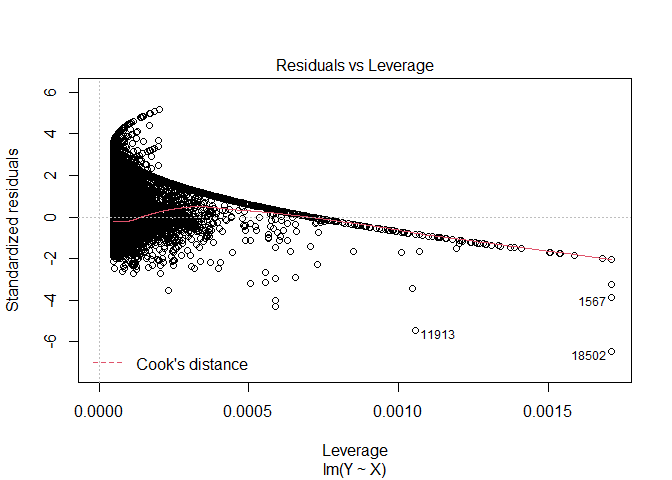 Residuals vs Leverage
Standardized residuals
6
4
2
0
-2
-4
-6
1567
11913
18502
Cook's distance
0.0000 0.0005 0.0010 0.0015
Leverage
lm(Y ~ X)